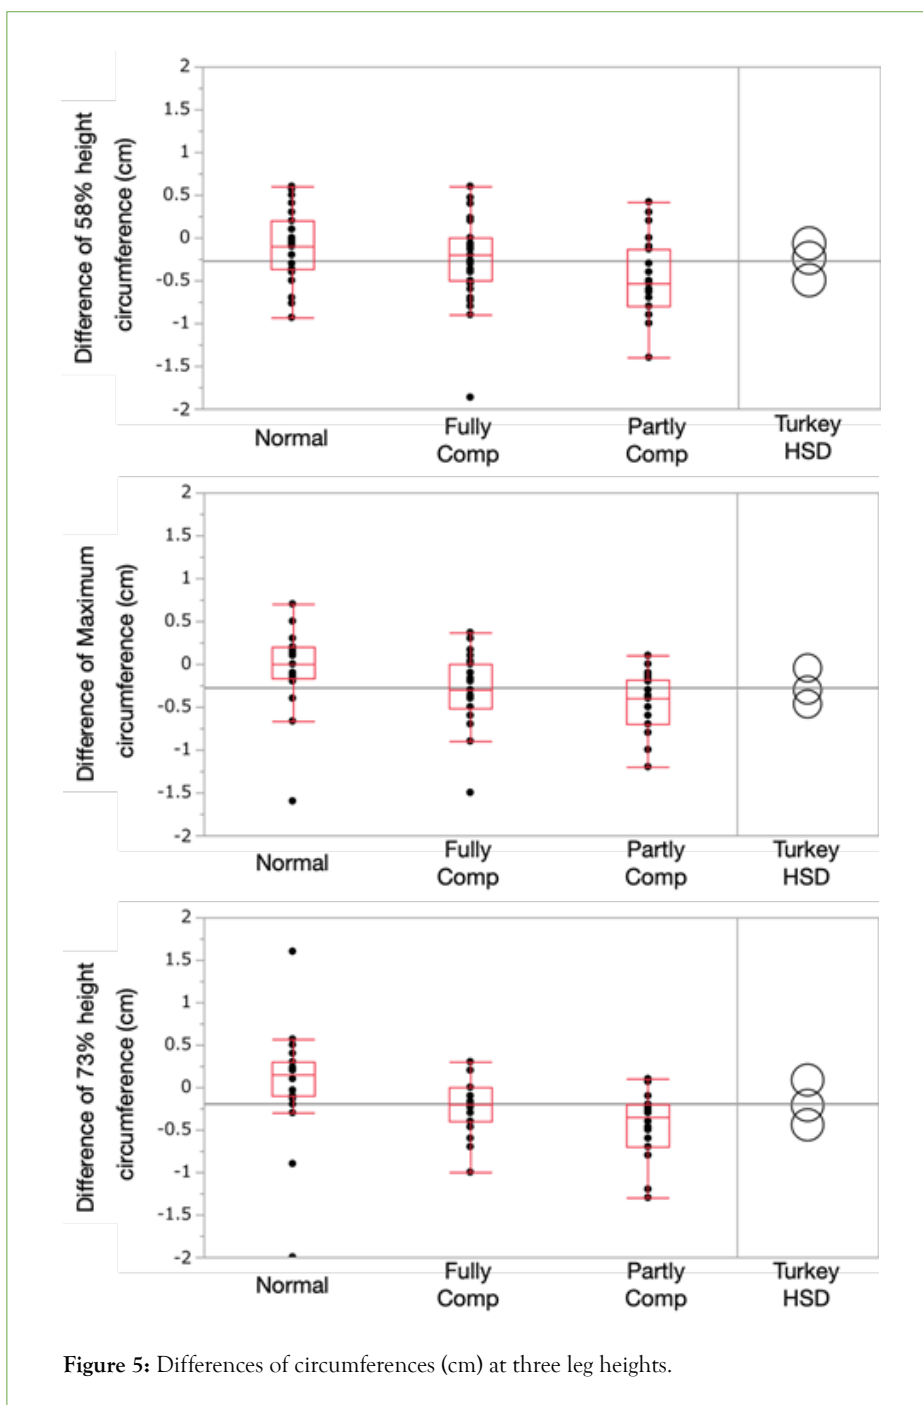 Difference of 58% height
circumference (cm)
2
1.5
1
0.5
0
-0.5
-1
-1.5
-2
Normal
Fully
Comp
Partly
Comp
Turkey
HSD
Difference of Maximum
circumference (cm)
2
1.5
1
0.5
0
-0.5
-1
-1.5
-2
Normal
Fully
Comp
Partly
Comp
Turkey
HSD
Difference of 73% height
circumference (cm)
2
1.5
1
0.5
0
-0.5
-1
-1.5
-2
Normal
Fully
Comp
Partly
Comp
Turkey
HSD
Figure 5: Differences of circumferences (cm) at three leg heights.